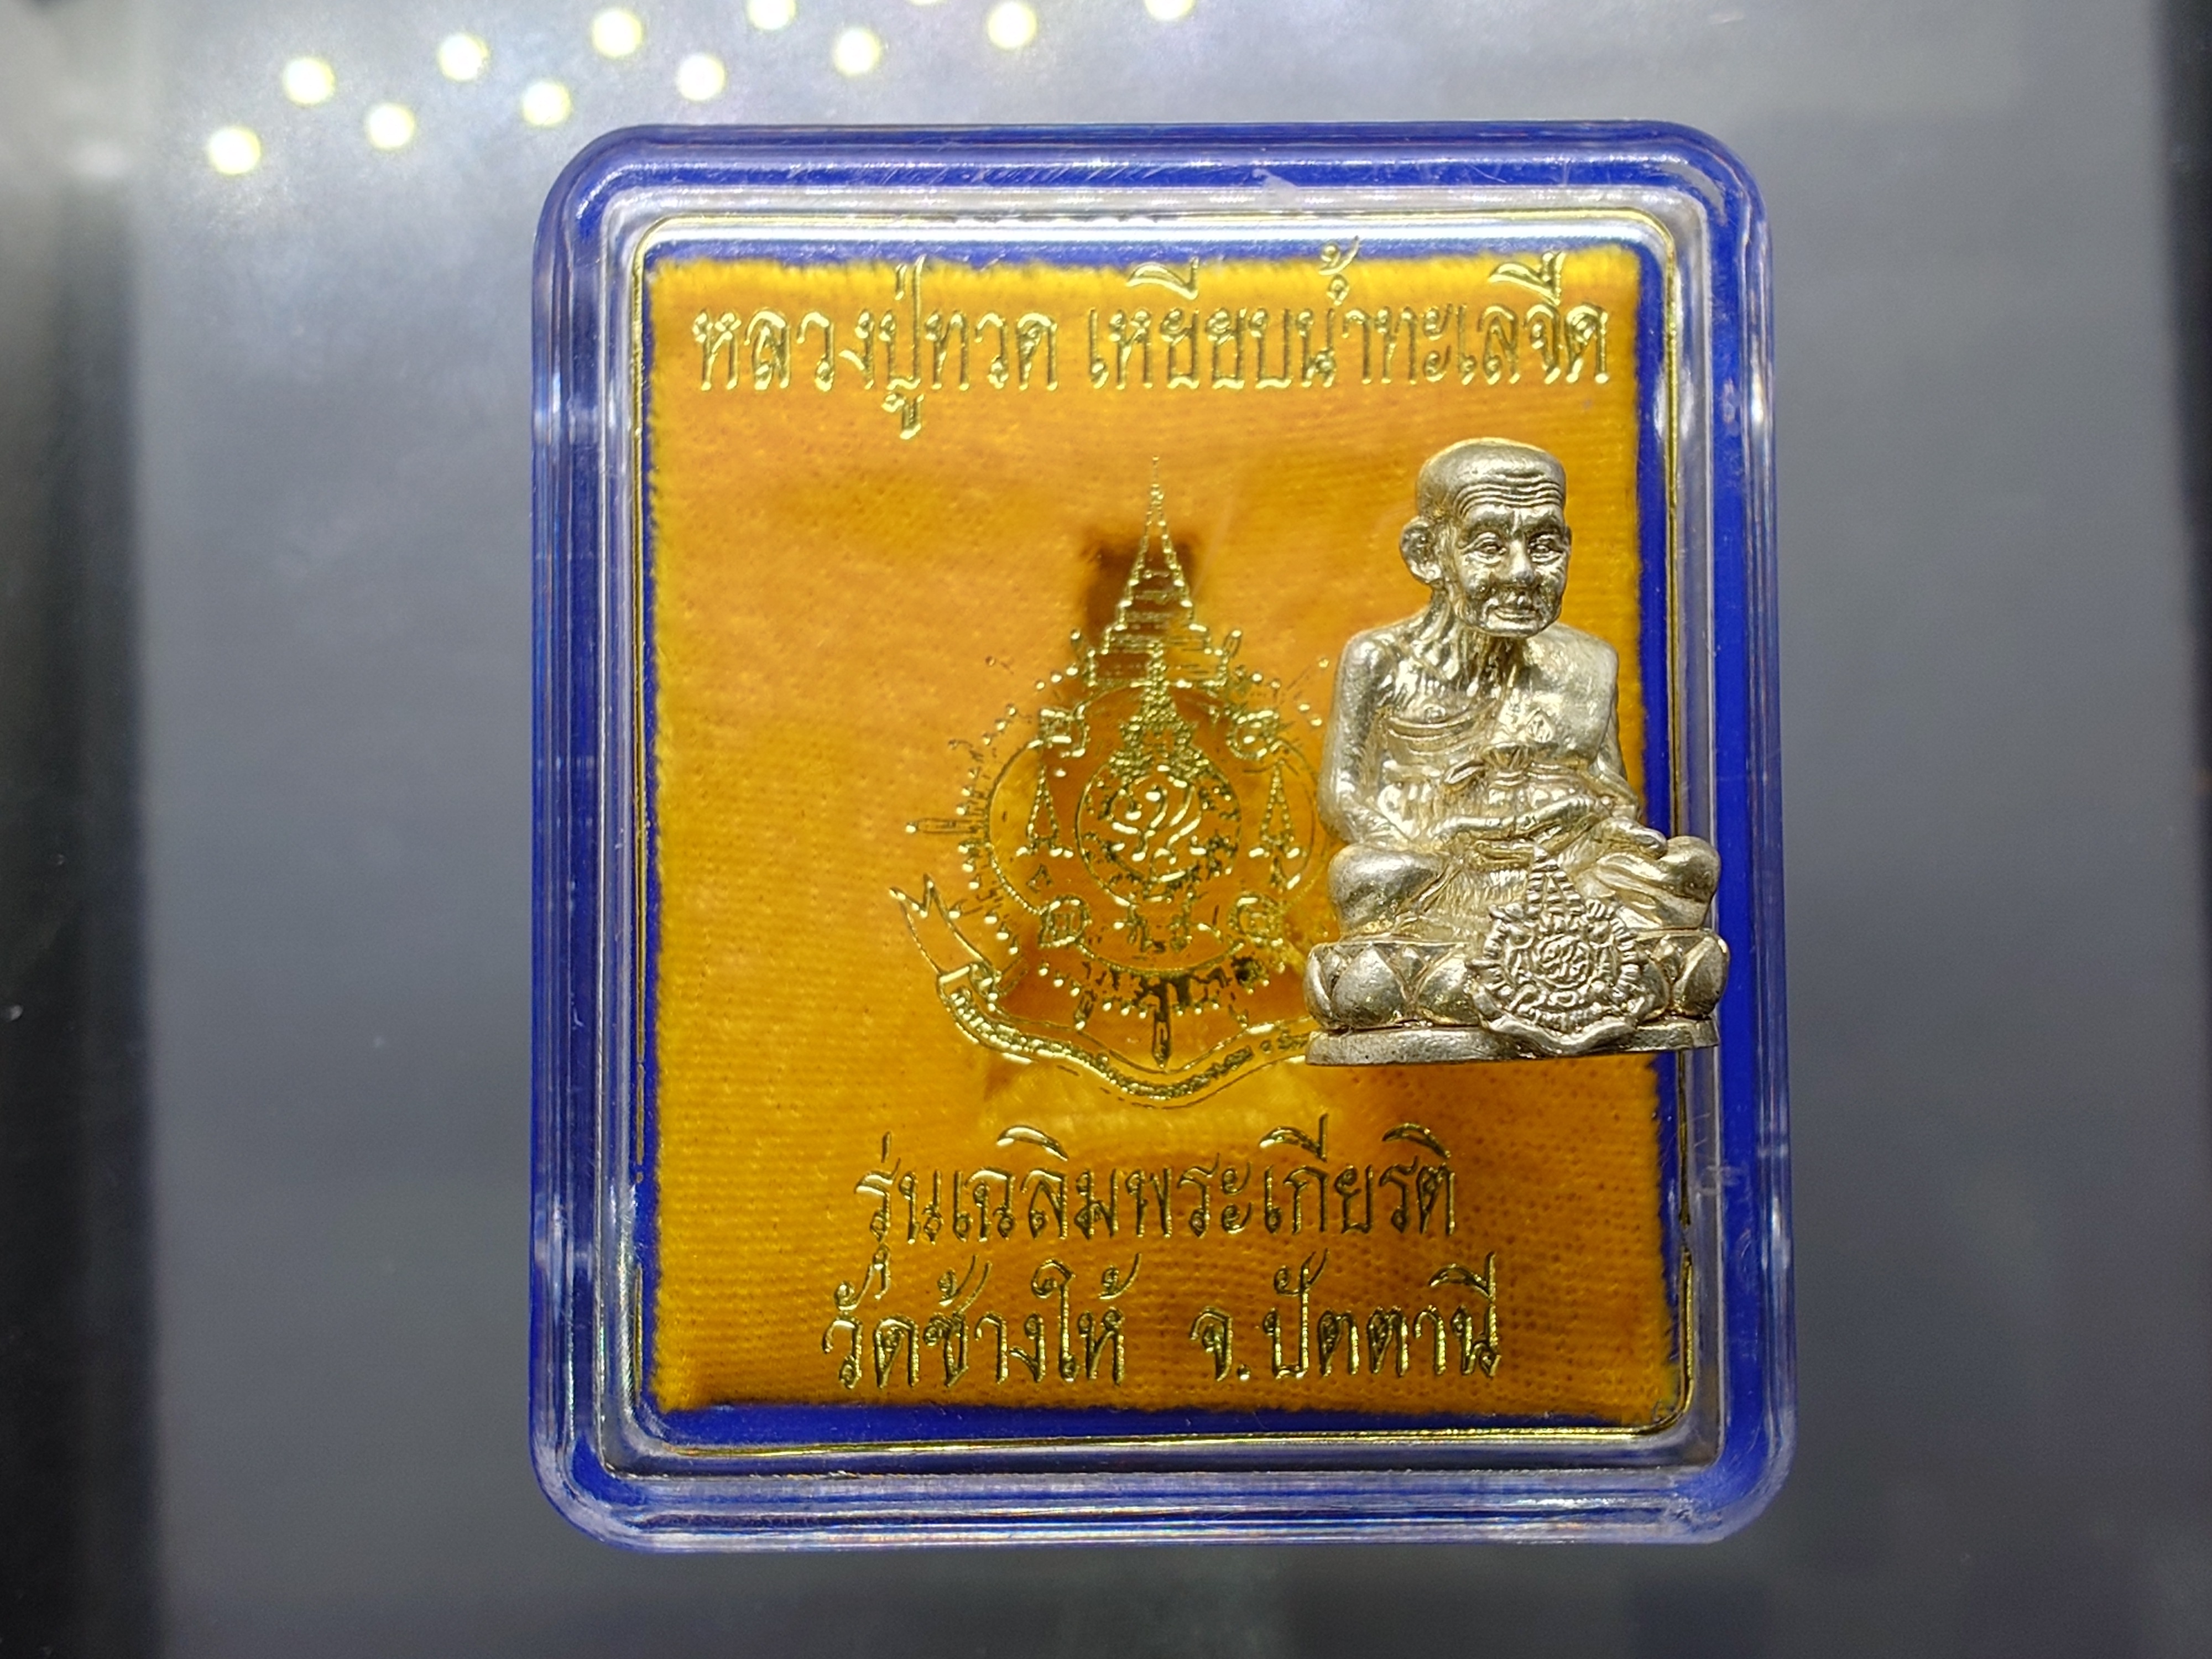 หลวงปู่ทวด เหยียบน้ำทะเลจืด
รุ่นเฉลิมพระเกียรติ
วัดช้างให้ จ.ปัตตานี